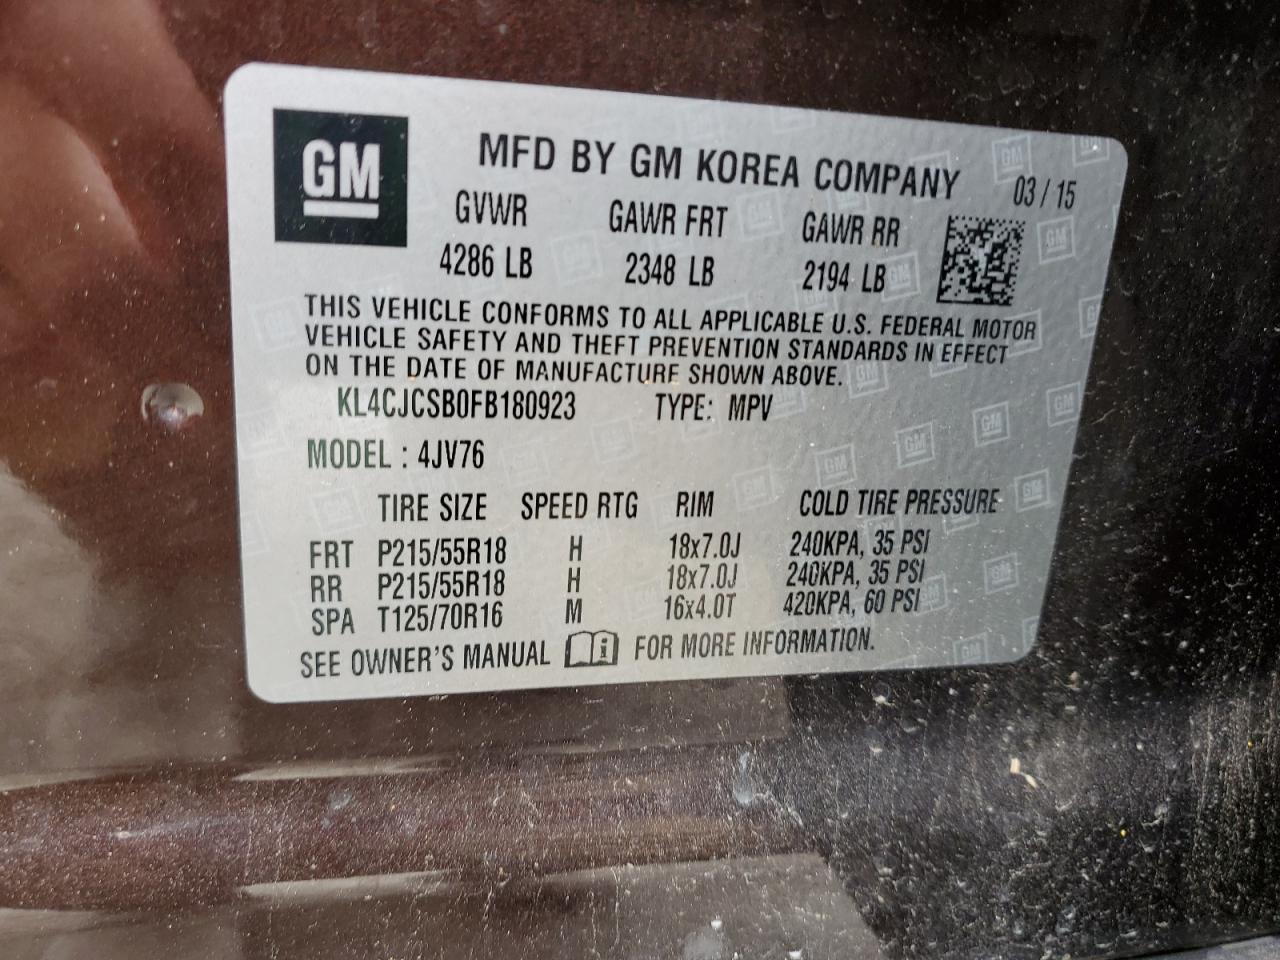 GM
MFD BY GM KOREA COMPANY 03 / 15
GVWR GAWR FRT GAWR RR
4286 LB 2348 LB 2194 LB
THIS VEHICLE CONFORMS TO ALL APPLICABLE U.S. FEDERAL MOTOR
VEHICLE SAFETY AND THEFT PREVENTION STANDARDS IN EFFECT
ON THE DATE OF MANUFACTURE SHOWN ABOVE.
KL4CJCSB0FB180923 TYPE: MPV
MODEL : 4JV76
TIRE SIZE SPEED RTG RIM COLD TIRE PRESSURE
FRT P215/55R18 H 18x7.0J 240KPA, 35 PSI
RR P215/55R18 H 18x7.0J 240KPA, 35 PSI
SPA T125/70R16 M 16x4.0T 420KPA, 60 PSI
SEE OWNER'S MANUAL FOR MORE INFORMATION.